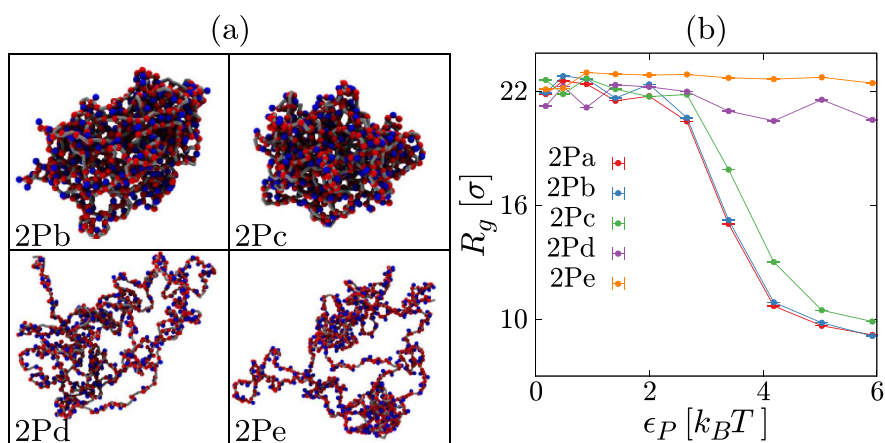 (a)
2Pb
2Pc
2Pd
2Pe
(b)
22
16
10
R_g [σ]
2Pa
2Pb
2Pc
2Pd
2Pe
0 2 4 6
ϵ_P [k_BT]